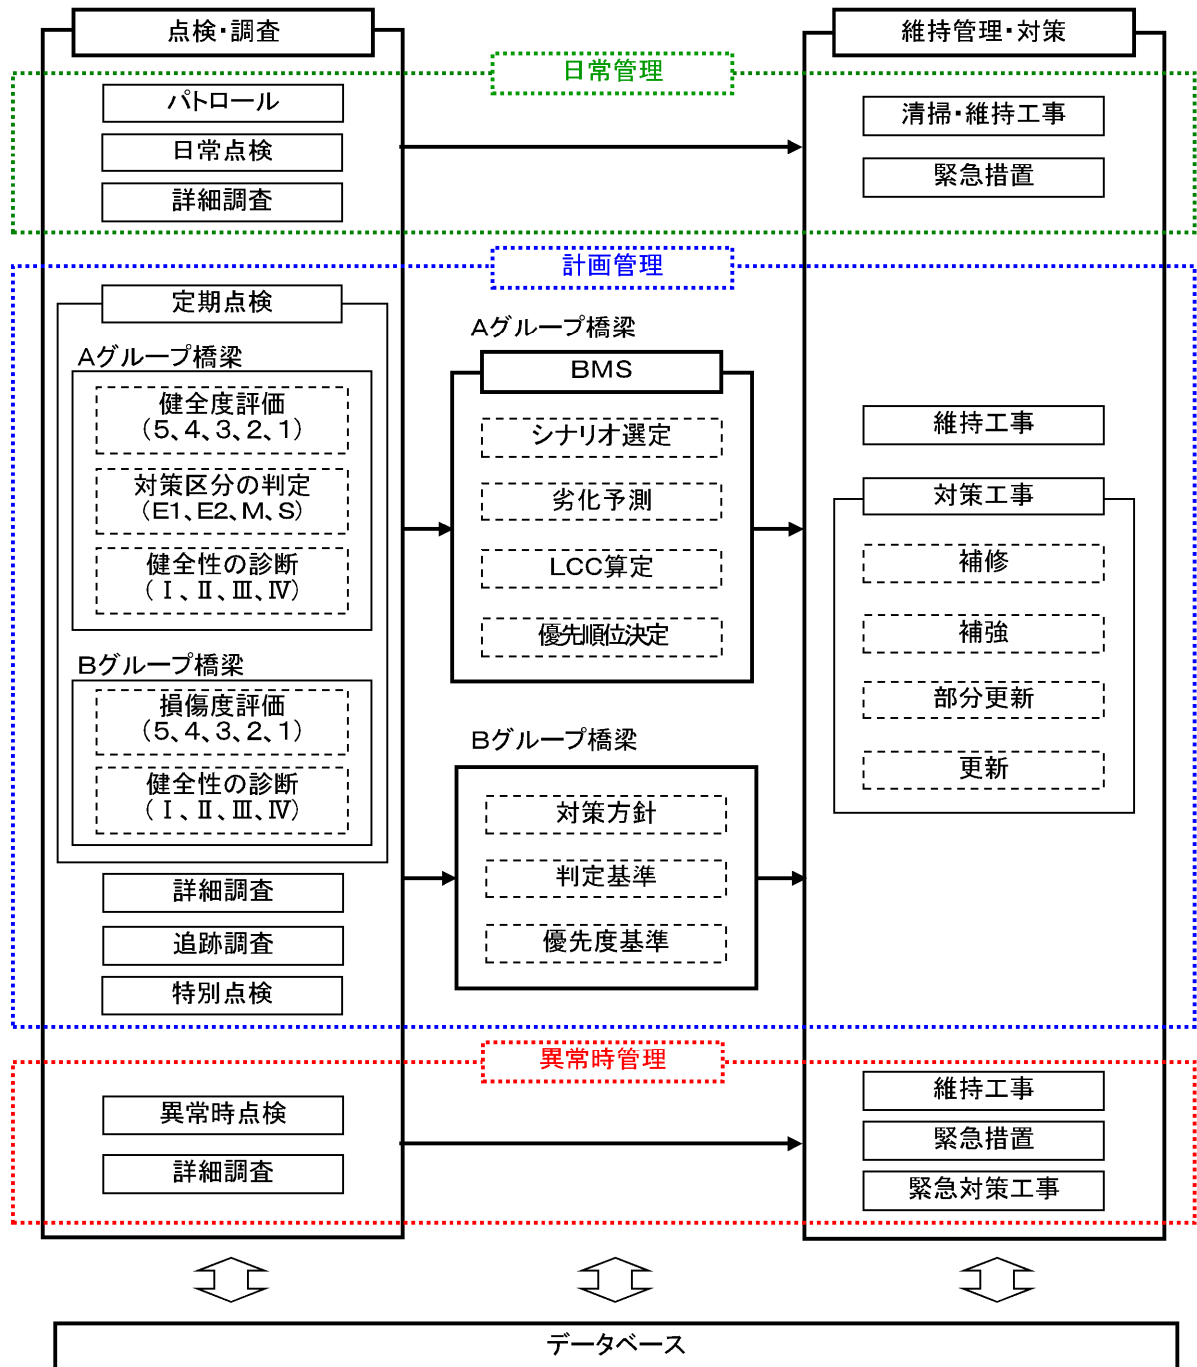 点検・調査
維持管理・対策
日常管理
パトロール
日常点検
詳細調査
清掃・維持工事
緊急措置
計画管理
定期点検
Aグループ橋梁
健全度評価
(5、4、3、2、1)
対策区分の判定
(E1、E2、M、S)
健全性の診断
(Ⅰ、Ⅱ、Ⅲ、Ⅳ)
Bグループ橋梁
損傷度評価
(5、4、3、2、1)
健全性の診断
(Ⅰ、Ⅱ、Ⅲ、Ⅳ)
詳細調査
追跡調査
特別点検
Aグループ橋梁
BMS
シナリオ選定
劣化予測
LCC算定
優先順位決定
Bグループ橋梁
対策方針
判定基準
優先度基準
維持工事
対策工事
補修
補強
部分更新
更新
異常時管理
異常時点検
詳細調査
維持工事
緊急措置
緊急対策工事
データベース